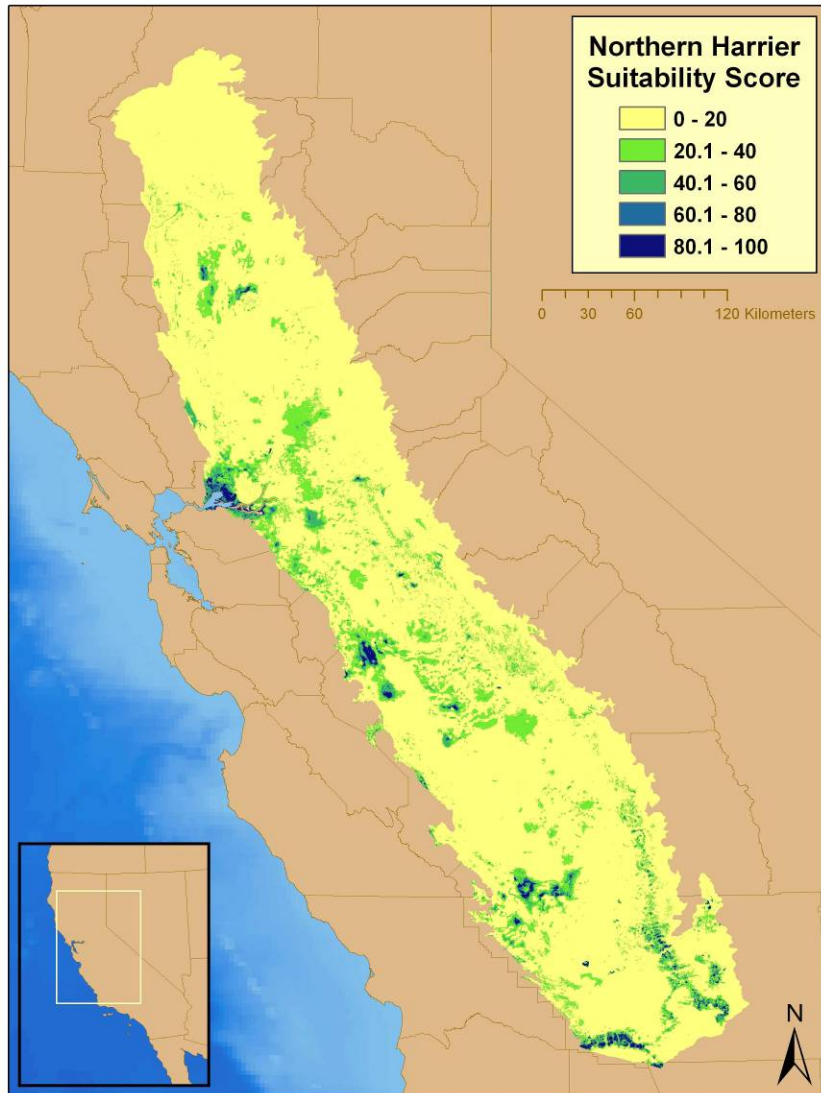 Northern Harrier
Suitability Score
0 - 20
20.1 - 40
40.1 - 60
60.1 - 80
80.1 - 100
0 30 60 120 Kilometers
N